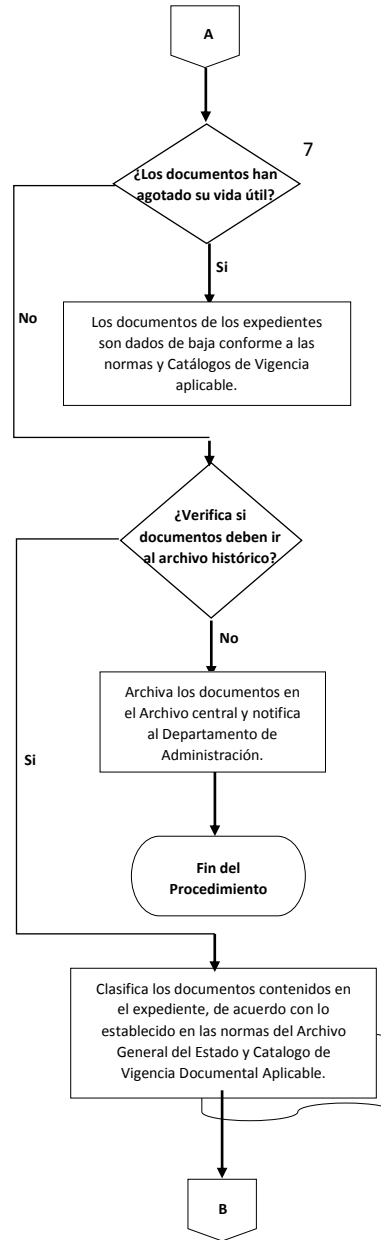 A
7
¿Los documentos han
agotado su vida útil?
Si
No
Los documentos de los expedientes
son dados de baja conforme a las
normas y Catálogos de Vigencia
aplicable.
¿Verifica si
documentos deben ir
al archivo histórico?
No
Archiva los documentos en
el Archivo central y notifica
al Departamento de
Administración.
Si
Fin del
Procedimiento
Clasifica los documentos contenidos en
el expediente, de acuerdo con lo
establecido en las normas del Archivo
General del Estado y Catalogo de
Vigencia Documental Aplicable.
B